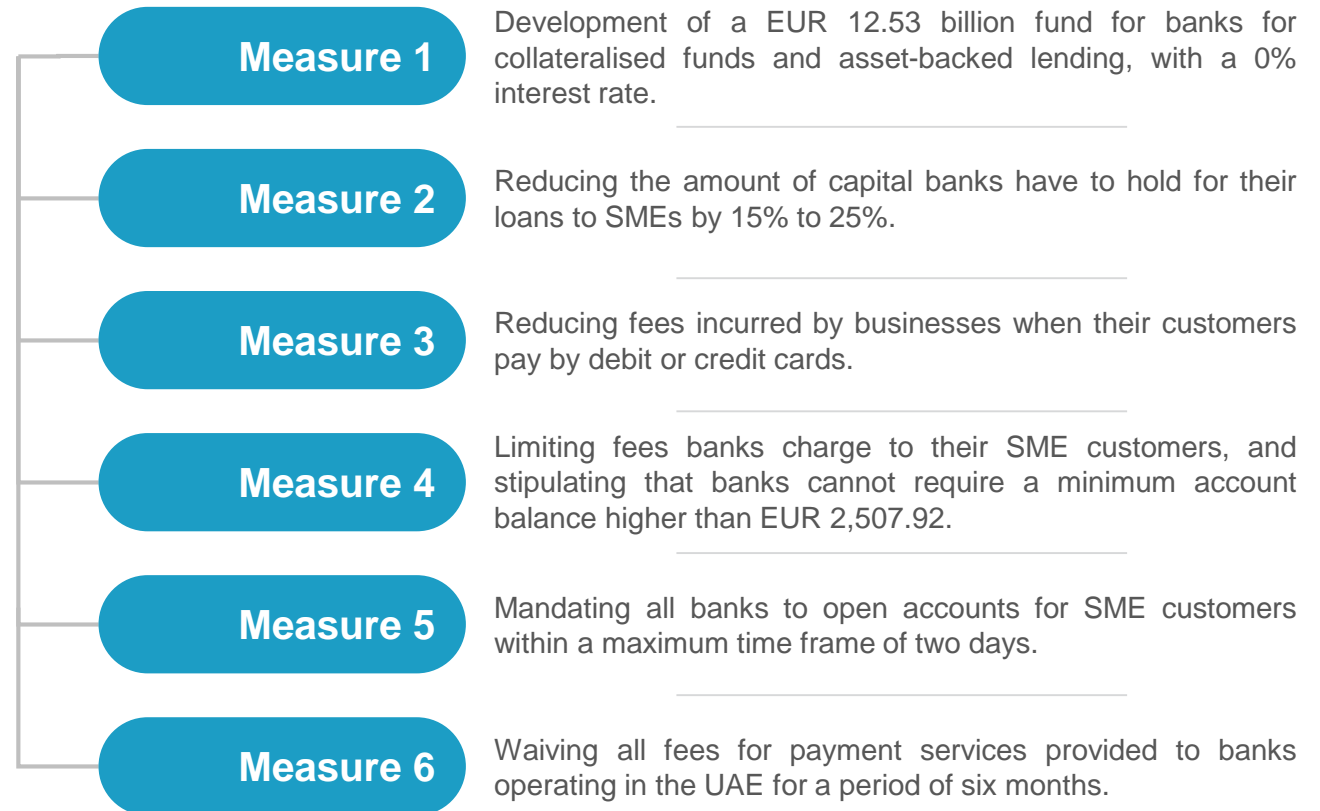 Measure 1
Development of a EUR 12.53 billion fund for banks for
collateralised funds and asset-backed lending, with a 0%
interest rate.
Measure 2
Reducing the amount of capital banks have to hold for their
loans to SMEs by 15% to 25%.
Measure 3
Reducing fees incurred by businesses when their customers
pay by debit or credit cards.
Measure 4
Limiting fees banks charge to their SME customers, and
stipulating that banks cannot require a minimum account
balance higher than EUR 2,507.92.
Measure 5
Mandating all banks to open accounts for SME customers
within a maximum time frame of two days.
Measure 6
Waiving all fees for payment services provided to banks
operating in the UAE for a period of six months.